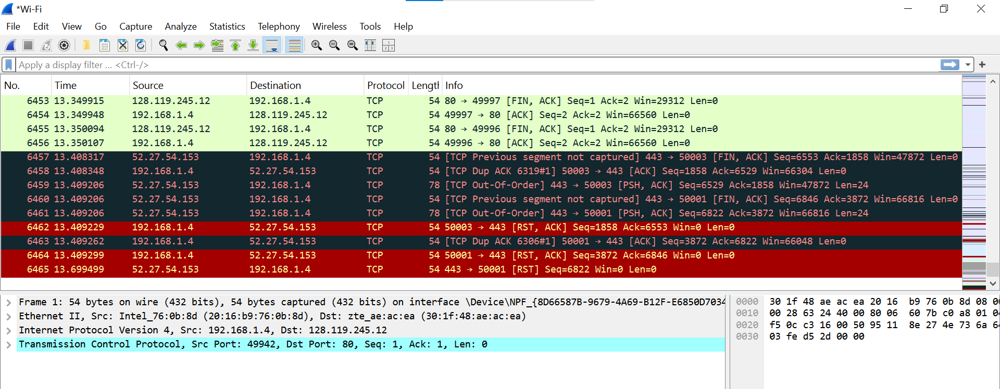 *Wi-Fi
File Edit View Go Capture Analyze Statistics Telephony Wireless Tools Help
Apply a display filter ... <Ctrl-/>
No. Time Source Destination Protocol Length Info
6453 13.349915 128.119.245.12 192.168.1.4 TCP 54 80 → 49997 [FIN, ACK] Seq=1 Ack=2 Win=29312 Len=0
6454 13.349948 192.168.1.4 128.119.245.12 TCP 54 49997 → 80 [ACK] Seq=2 Ack=2 Win=66560 Len=0
6455 13.350094 128.119.245.12 192.168.1.4 TCP 54 80 → 49996 [FIN, ACK] Seq=1 Ack=2 Win=29312 Len=0
6456 13.350107 192.168.1.4 128.119.245.12 TCP 54 49996 → 80 [ACK] Seq=2 Ack=2 Win=66560 Len=0
6457 13.408317 52.27.54.153 192.168.1.4 TCP 54 [TCP Previous segment not captured] 443 → 50003 [FIN, ACK] Seq=6553 Ack=1858 Win=47872 Len=0
6458 13.408348 192.168.1.4 52.27.54.153 TCP 54 [TCP Dup ACK 6319#1] 50003 → 443 [ACK] Seq=1858 Ack=6529 Win=66304 Len=0
6459 13.409206 52.27.54.153 192.168.1.4 TCP 78 [TCP Out-Of-Order] 443 → 50003 [PSH, ACK] Seq=6529 Ack=1858 Win=47872 Len=24
6460 13.409206 52.27.54.153 192.168.1.4 TCP 54 [TCP Previous segment not captured] 443 → 50001 [FIN, ACK] Seq=6846 Ack=3872 Win=66816 Len=0
6461 13.409206 52.27.54.153 192.168.1.4 TCP 78 [TCP Out-Of-Order] 443 → 50001 [PSH, ACK] Seq=6822 Ack=3872 Win=66816 Len=24
6462 13.409229 192.168.1.4 52.27.54.153 TCP 54 50003 → 443 [RST, ACK] Seq=1858 Ack=6553 Win=0 Len=0
6463 13.409262 192.168.1.4 52.27.54.153 TCP 54 [TCP Dup ACK 6306#1] 50001 → 443 [ACK] Seq=3872 Ack=6822 Win=66048 Len=0
6464 13.409299 192.168.1.4 52.27.54.153 TCP 54 50001 → 443 [RST, ACK] Seq=3872 Ack=6846 Win=0 Len=0
6465 13.699499 52.27.54.153 192.168.1.4 TCP 54 443 → 50001 [RST] Seq=6822 Win=0 Len=0
Frame 1: 54 bytes on wire (432 bits), 54 bytes captured (432 bits) on interface \Device\NPF_{8D66587B-9679-4A69-B12F-E6850D7034
Ethernet II, Src: Intel_76:0b:8d (20:16:b9:76:0b:8d), Dst: zte_ae:ac:ea (30:1f:48:ae:ac:ea)
Internet Protocol Version 4, Src: 192.168.1.4, Dst: 128.119.245.12
Transmission Control Protocol, Src Port: 49942, Dst Port: 80, Seq: 1, Ack: 1, Len: 0
0000 30 1f 48 ae ac ea 20 16 b9 76 0b 8d 08 00
0010 00 28 63 24 40 00 80 06 60 7b c0 a8 01 04
0020 f5 0c c3 16 00 50 95 11 8e 27 4e 73 6a 64
0030 03 fe d5 2d 00 00